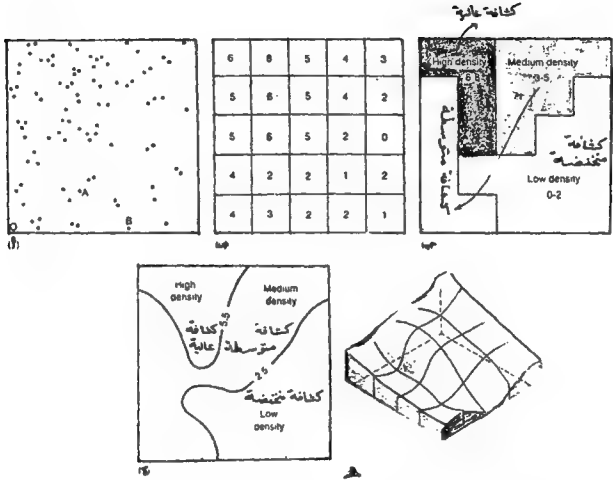 كثافة عالية
A
B
O
6 8 5 4 3
5 6 5 4 2
5 6 5 2 0
4 2 2 1 2
4 3 2 2 1
High density
6-8
Medium density
3-5
كثافة متوسطة
كثافة
منخفضة
Low density
0-2
High
density
Medium
density
5.5
كثافة
عالية
كثافة
متوسطة
2.5
كثافة منخفضة
Low
density